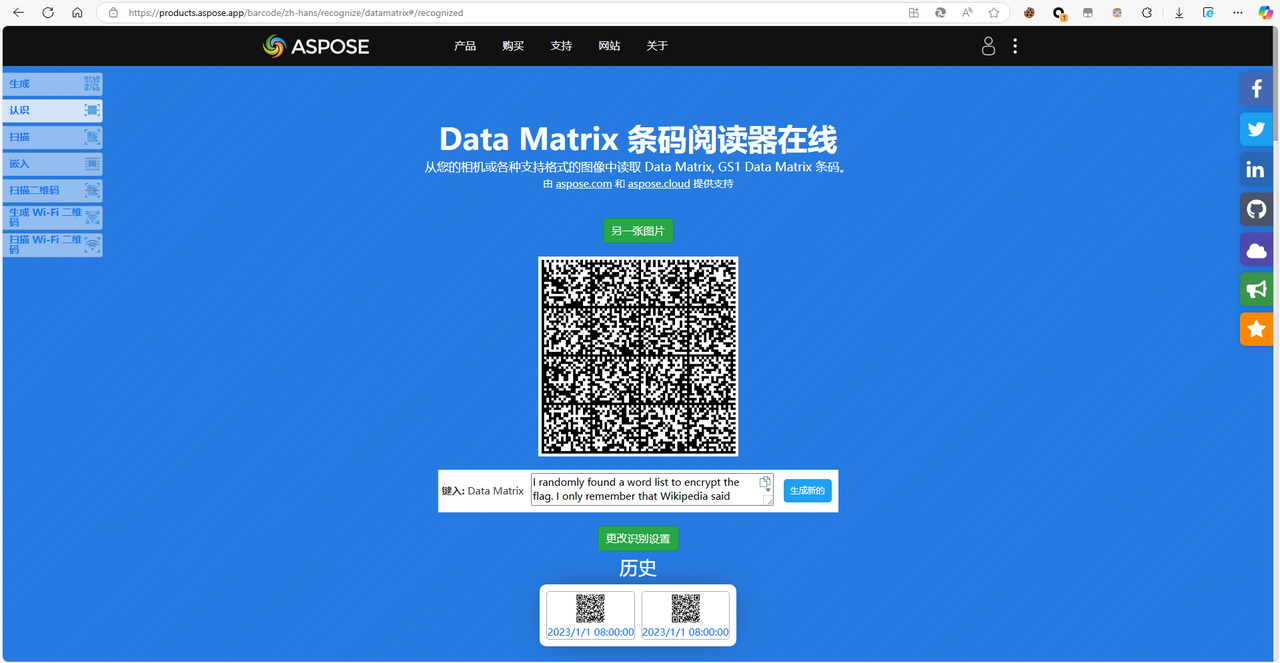 https://products.aspose.app/barcode/zh-hans/recognize/datamatrix#/recognized
ASPOSE
产品 购买 支持 网站 关于
生成
认识
扫描
嵌入
扫描二维码
生成 Wi-Fi 二维
码
扫描 Wi-Fi 二维
码
Data Matrix 条码阅读器在线
从您的相机或各种支持格式的图像中读取 Data Matrix, GS1 Data Matrix 条码。
由 aspose.com 和 aspose.cloud 提供支持
另一张图片
键入: Data Matrix
I randomly found a word list to encrypt the
flag. I only remember that Wikipedia said
生成新的
更改识别设置
历史
2023/1/1 08:00:00 2023/1/1 08:00:00